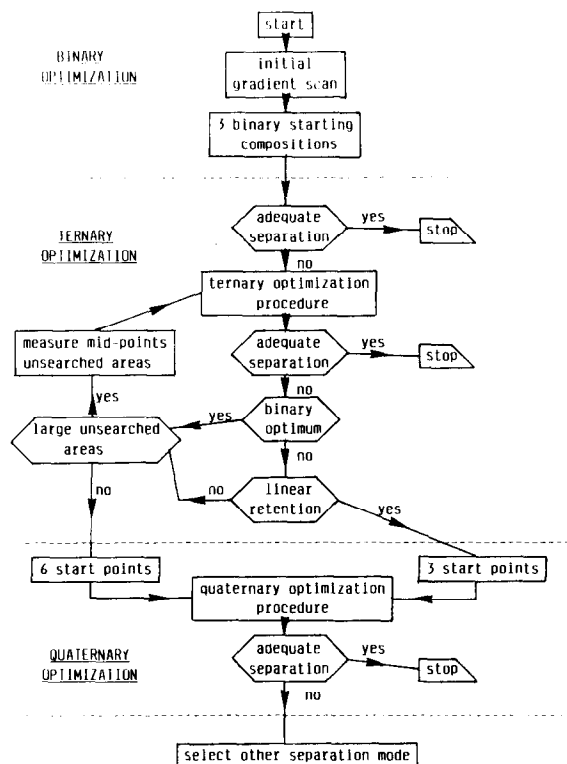 start
BINARY
OPTIMIZATION
initial
gradient scan
3 binary starting
compositions
adequate
separation
yes
stop
no
TERNARY
OPTIMIZATION
ternary optimization
procedure
measure mid-points
unsearched areas
adequate
separation
yes
stop
yes
no
large unsearched
areas
yes
binary
optimum
no
no
linear
retention
no
yes
6 start points
3 start points
quaternary optimization
procedure
QUATERNARY
OPTIMIZATION
adequate
separation
yes
stop
no
select other separation mode